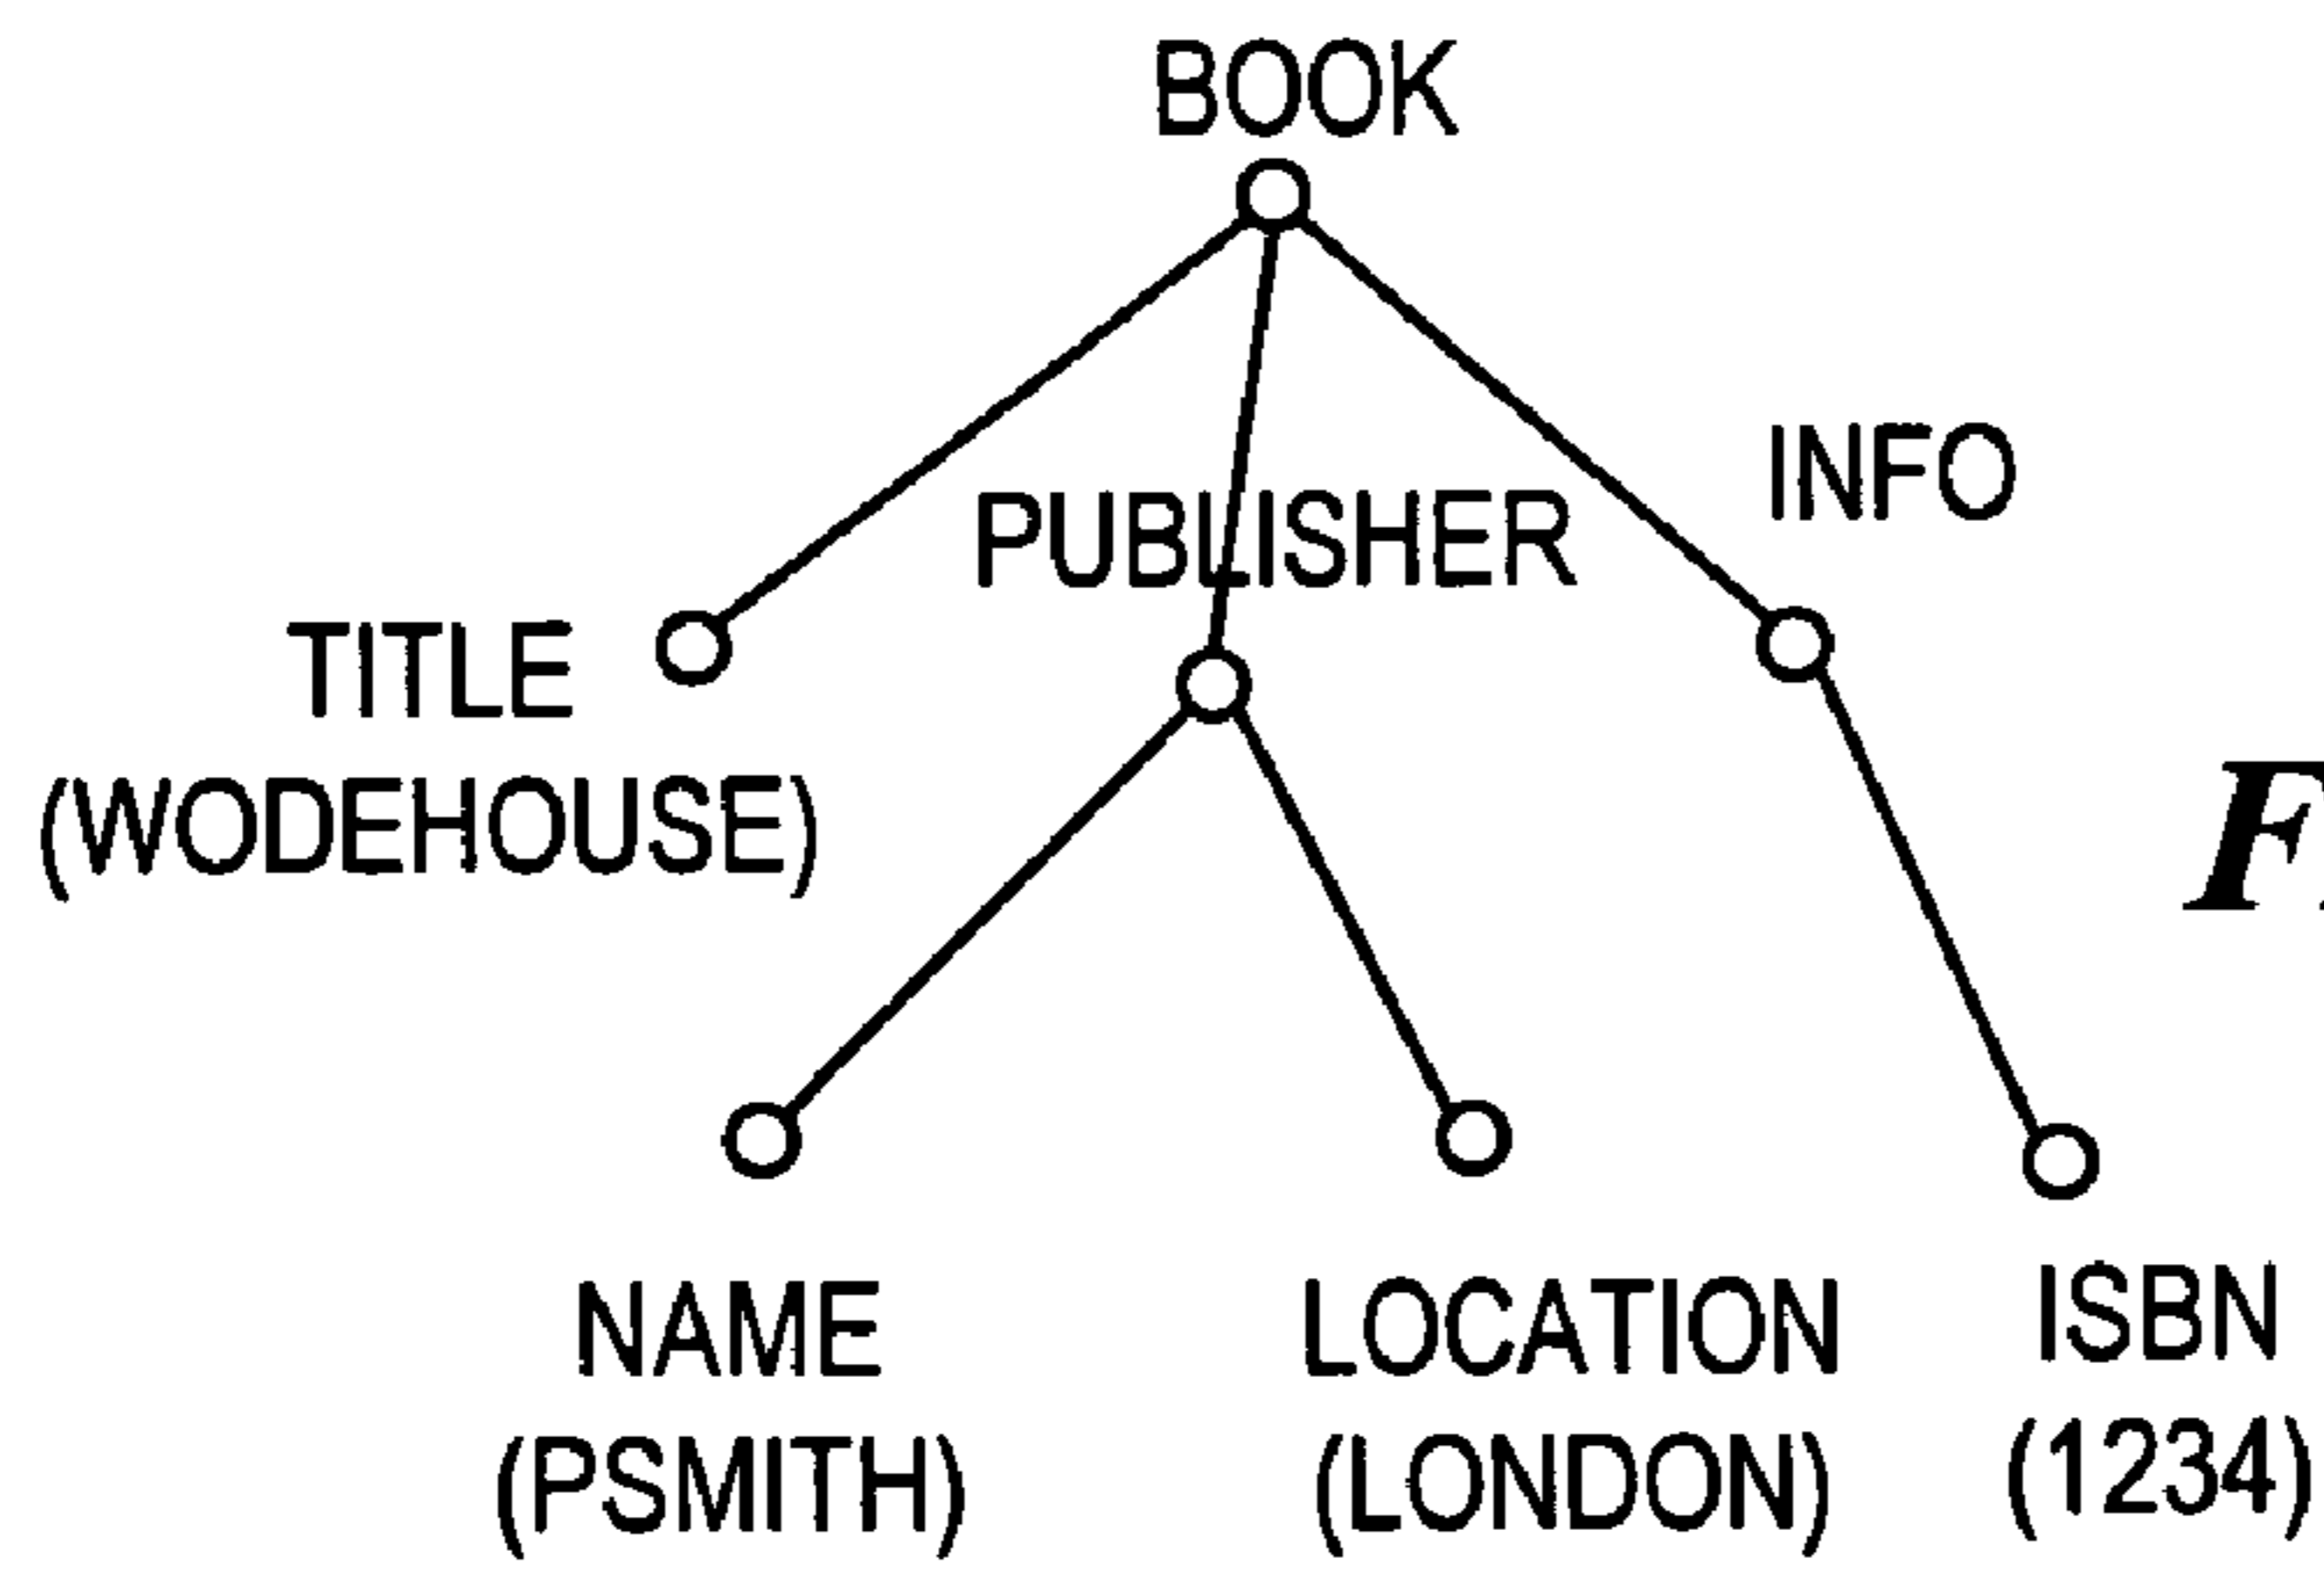 BOOK
INFO
PUBLISHER
TITLE
(WODEHOUSE)
NAME
(PSMITH)
LOCATION
(LONDON)
ISBN
(1234)